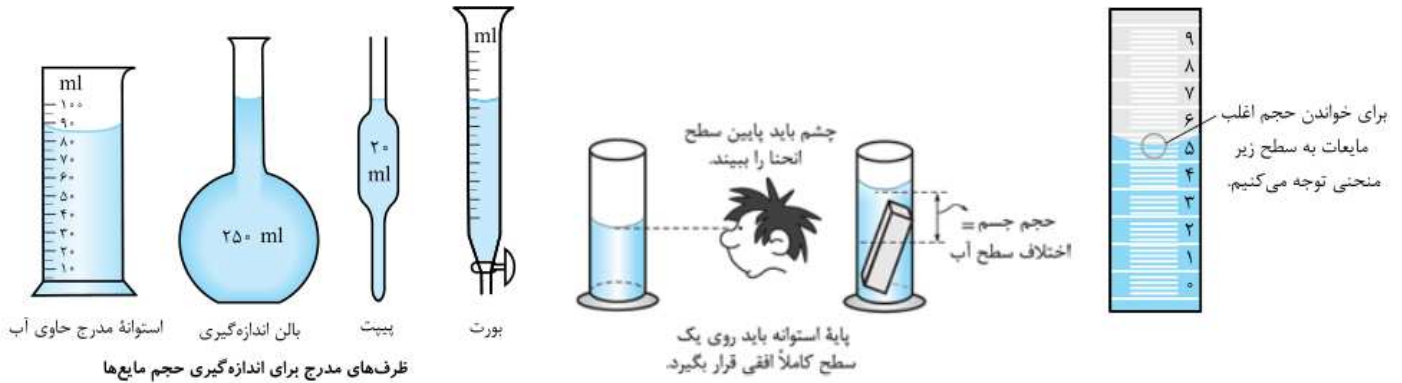 ml
۱۰۰
۹۰
۸۰
۷۰
۶۰
۵۰
۴۰
۳۰
۲۰
۱۰
استوانهٔ مدرج حاوی آب
۲۵۰ ml
بالن اندازه‌گیری
۲۰
ml
پیپت
ml
بورت
ظرف‌های مدرج برای اندازه‌گیری حجم مایع‌ها
چشم باید پایین سطح
انحنا را ببیند.
حجم جسم =
اختلاف سطح آب
پایهٔ استوانه باید روی یک
سطح کاملاً افقی قرار بگیرد.
۹
۸
۷
۶
۵
۴
۳
۲
۱
۰
برای خواندن حجم اغلب
مایعات به سطح زیر
منحنی توجه می‌کنیم.